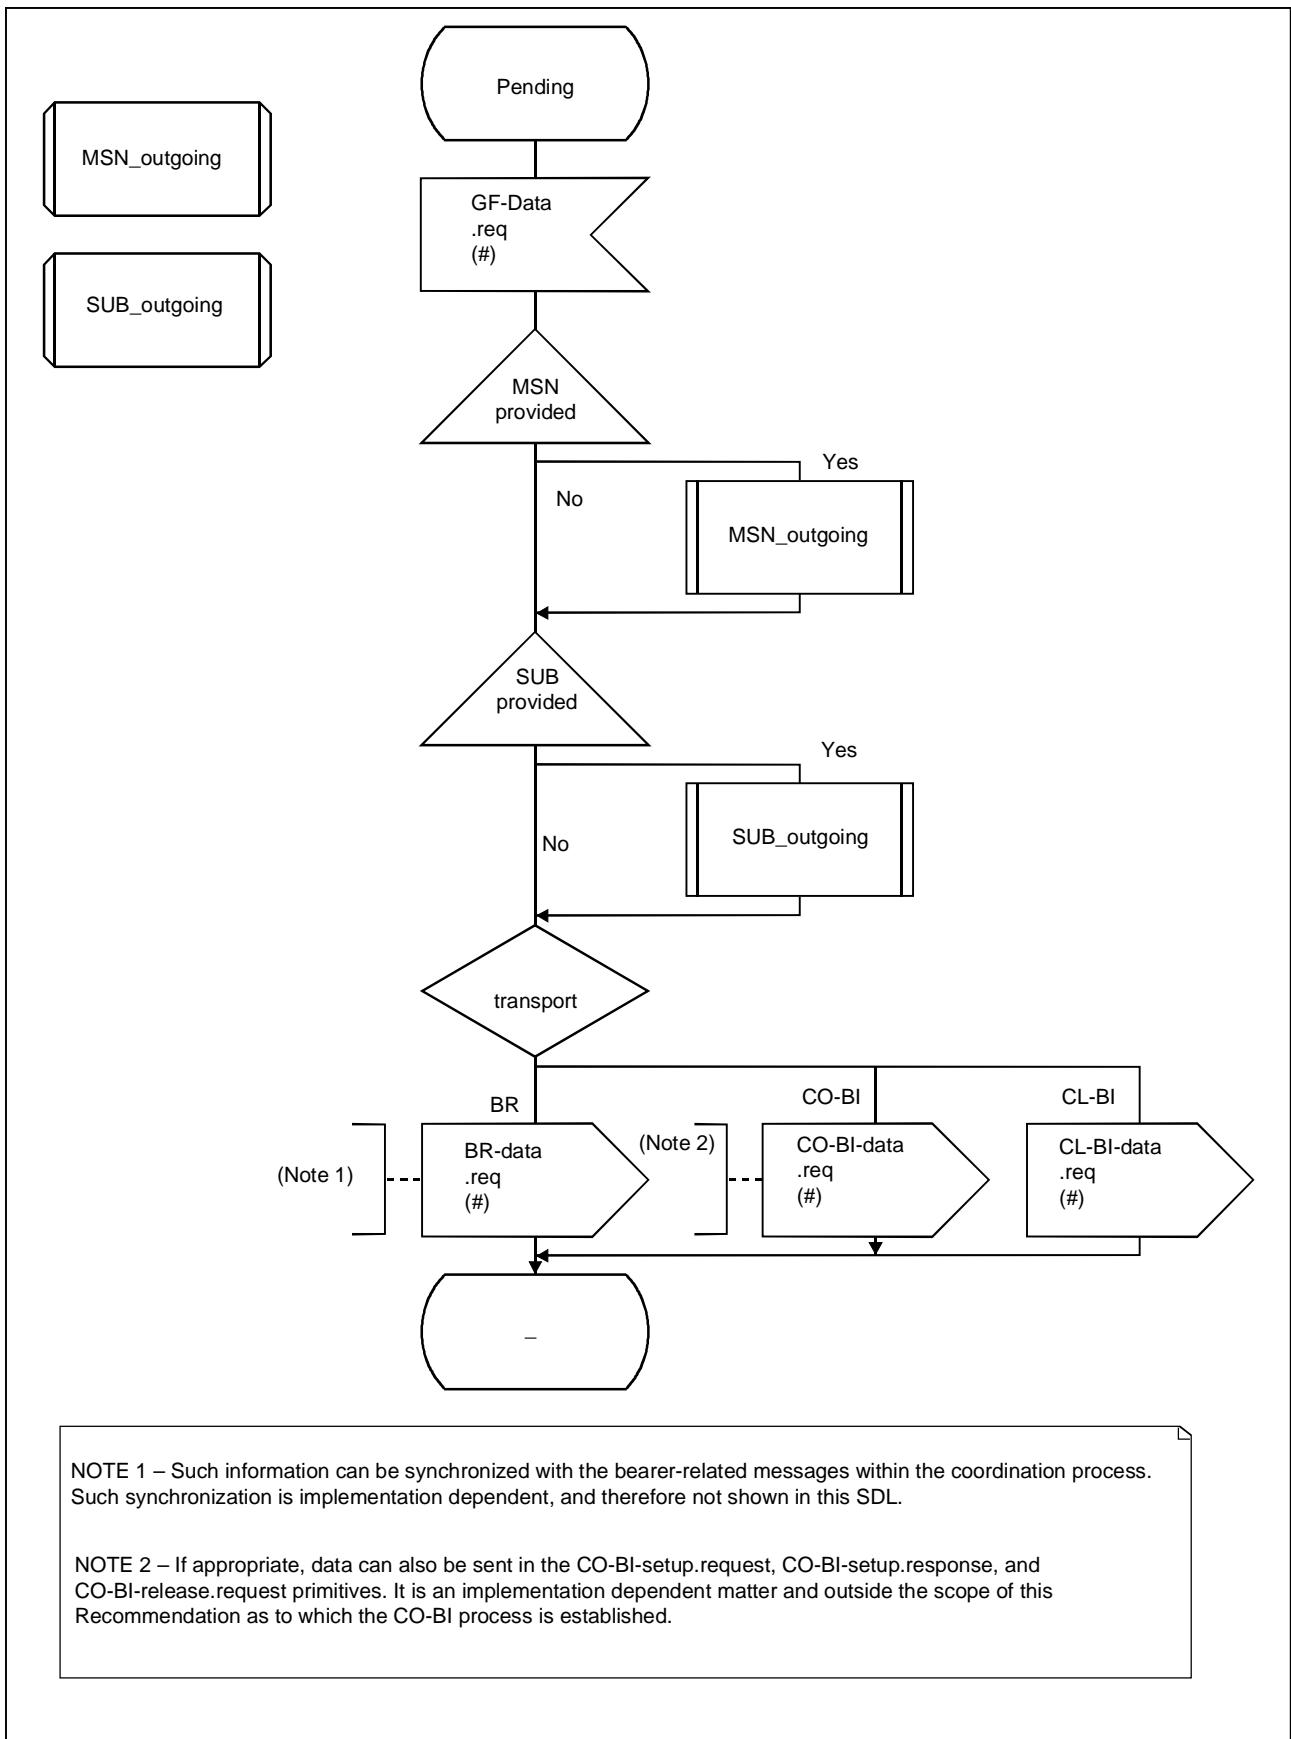 Pending
MSN_outgoing
GF-Data
.req
(#)
SUB_outgoing
MSN
provided
Yes
No
MSN_outgoing
SUB
provided
Yes
No
SUB_outgoing
transport
BR
CO-BI
CL-BI
(Note 1)
BR-data
.req
(#)
(Note 2)
CO-BI-data
.req
(#)
CL-BI-data
.req
(#)
–
NOTE 1 – Such information can be synchronized with the bearer-related messages within the coordination process.
Such synchronization is implementation dependent, and therefore not shown in this SDL.
NOTE 2 – If appropriate, data can also be sent in the CO-BI-setup.request, CO-BI-setup.response, and
CO-BI-release.request primitives. It is an implementation dependent matter and outside the scope of this
Recommendation as to which the CO-BI process is established.